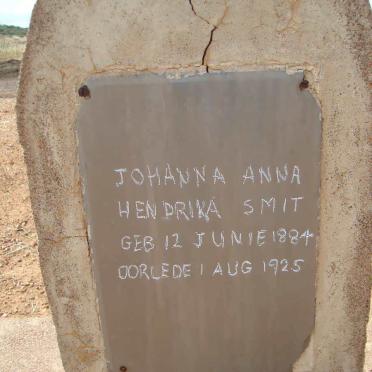 JOHANNA ANNA
HENDRIKA SMIT
GEB 12 JUNIE 1884
OORLEDE 1 AUG 1925